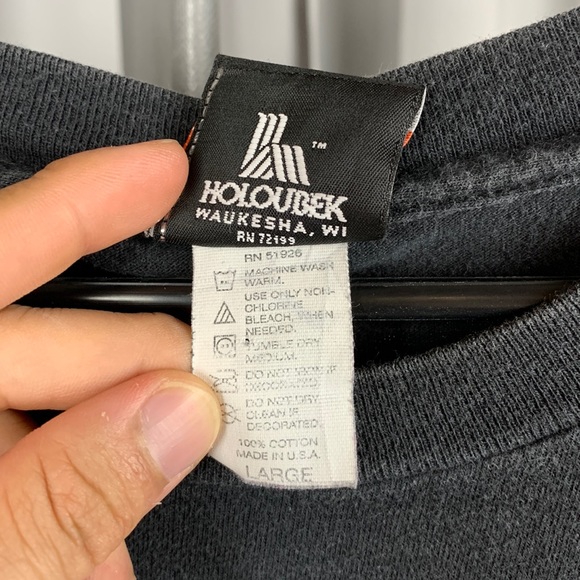 TM
HOLOUBEK
WAUKESHA, WI
RN 72199
RN 51926
MACHINE WASH
WARM.
USE ONLY NON-
CHLORINE
BLEACH, WHEN
NEEDED.
TUMBLE DRY
MEDIUM.
DO NOT IRON IF
DECORATED.
DO NOT DRY
CLEAN IF
DECORATED.
100% COTTON
MADE IN U.S.A.
LARGE